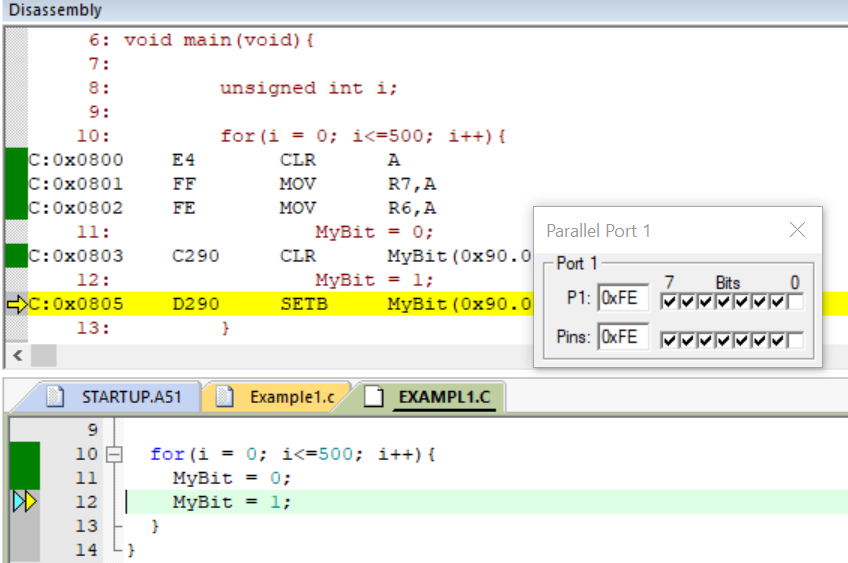 Disassembly
6: void main(void){
7:
8: unsigned int i;
9:
10: for(i = 0; i<=500; i++){
C:0x0800 E4 CLR A
C:0x0801 FF MOV R7,A
C:0x0802 FE MOV R6,A
11: MyBit = 0;
C:0x0803 C290 CLR MyBit(0x90.0
12: MyBit = 1;
C:0x0805 D290 SETB MyBit(0x90.0
13: }
Parallel Port 1
Port 1
7 Bits 0
P1: 0xFE
Pins: 0xFE
STARTUP.A51 Example1.c EXAMPL1.C
9
10 for(i = 0; i<=500; i++){
11 MyBit = 0;
12 MyBit = 1;
13 }
14 }